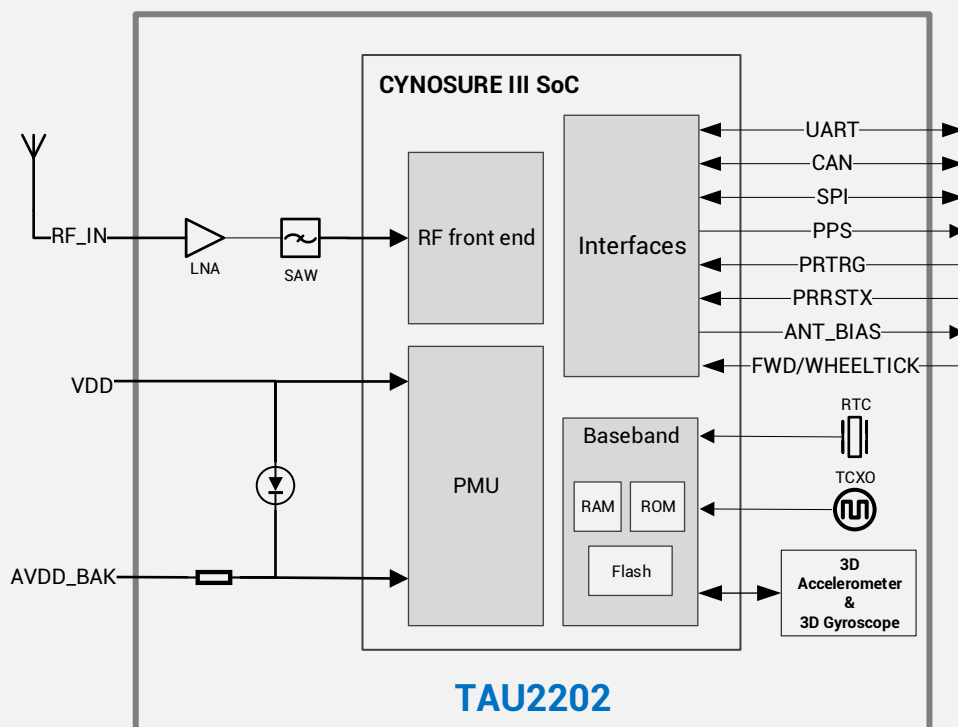 CYNOSURE III SoC
RF_IN
LNA
SAW
RF front end
Interfaces
UART
CAN
SPI
PPS
PRTRG
PRRSTX
ANT_BIAS
FWD/WHEELTICK
VDD
AVDD_BAK
PMU
Baseband
RAM
ROM
Flash
RTC
TCXO
3D
Accelerometer
&
3D Gyroscope
TAU2202